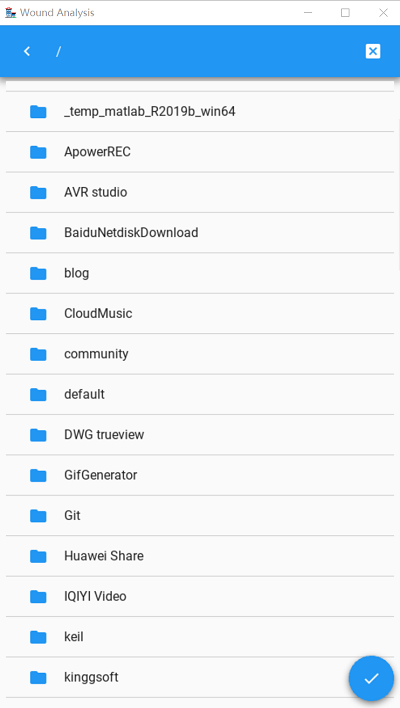 Wound Analysis
/
_temp_matlab_R2019b_win64
ApowerREC
AVR studio
BaiduNetdiskDownload
blog
CloudMusic
community
default
DWG trueview
GifGenerator
Git
Huawei Share
IQIYI Video
keil
kinggsoft